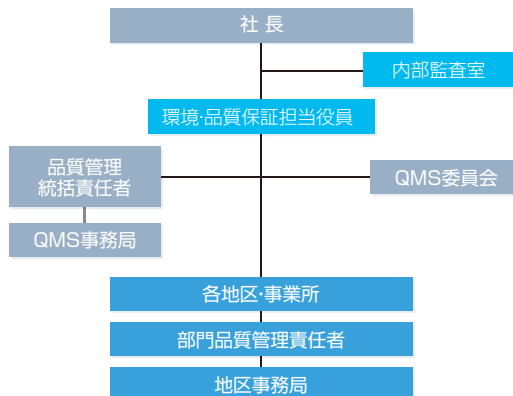 社長
内部監査室
環境・品質保証担当役員
品質管理
統括責任者
QMS委員会
QMS事務局
各地区・事業所
部門品質管理責任者
地区事務局